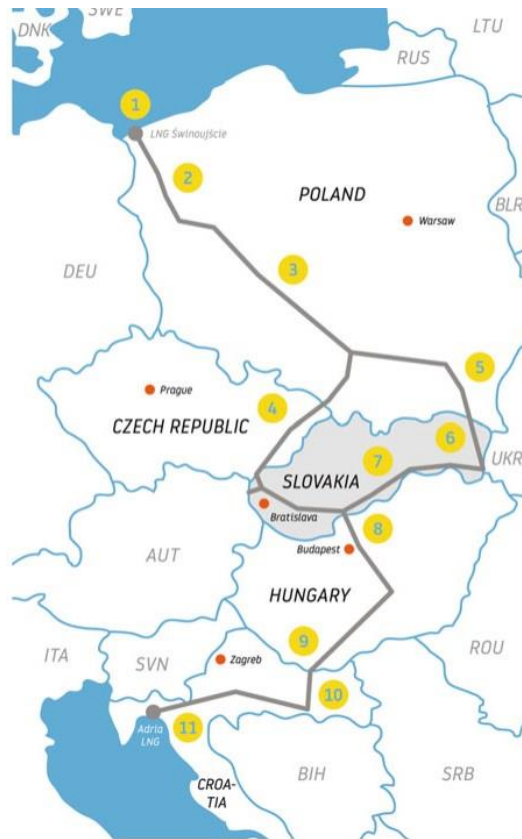 SWE
DNK
LTU
RUS
1
LNG Świnoujście
2
POLAND
BLR
Warsaw
DEU
3
5
Prague
4
CZECH REPUBLIC
6
UKR
7
SLOVAKIA
Bratislava
8
Budapest
AUT
HUNGARY
9
ROU
ITA
SVN
Zagreb
10
Adria
LNG
11
CROA-
TIA
BIH
SRB